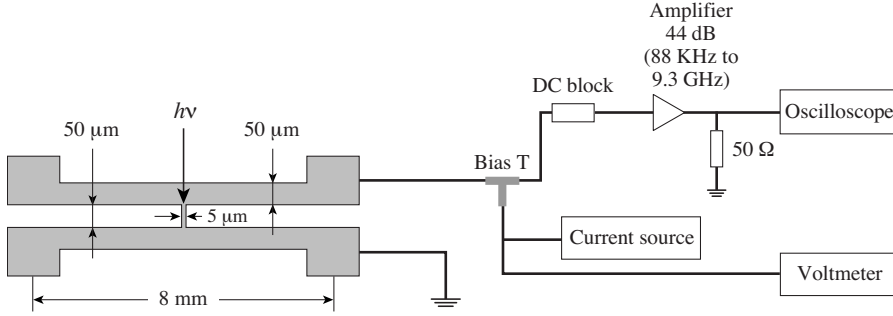 Amplifier
44 dB
(88 KHz to
9.3 GHz)
DC block
Oscilloscope
50 Ω
Bias T
Current source
Voltmeter
hν
50 μm
50 μm
5 μm
8 mm